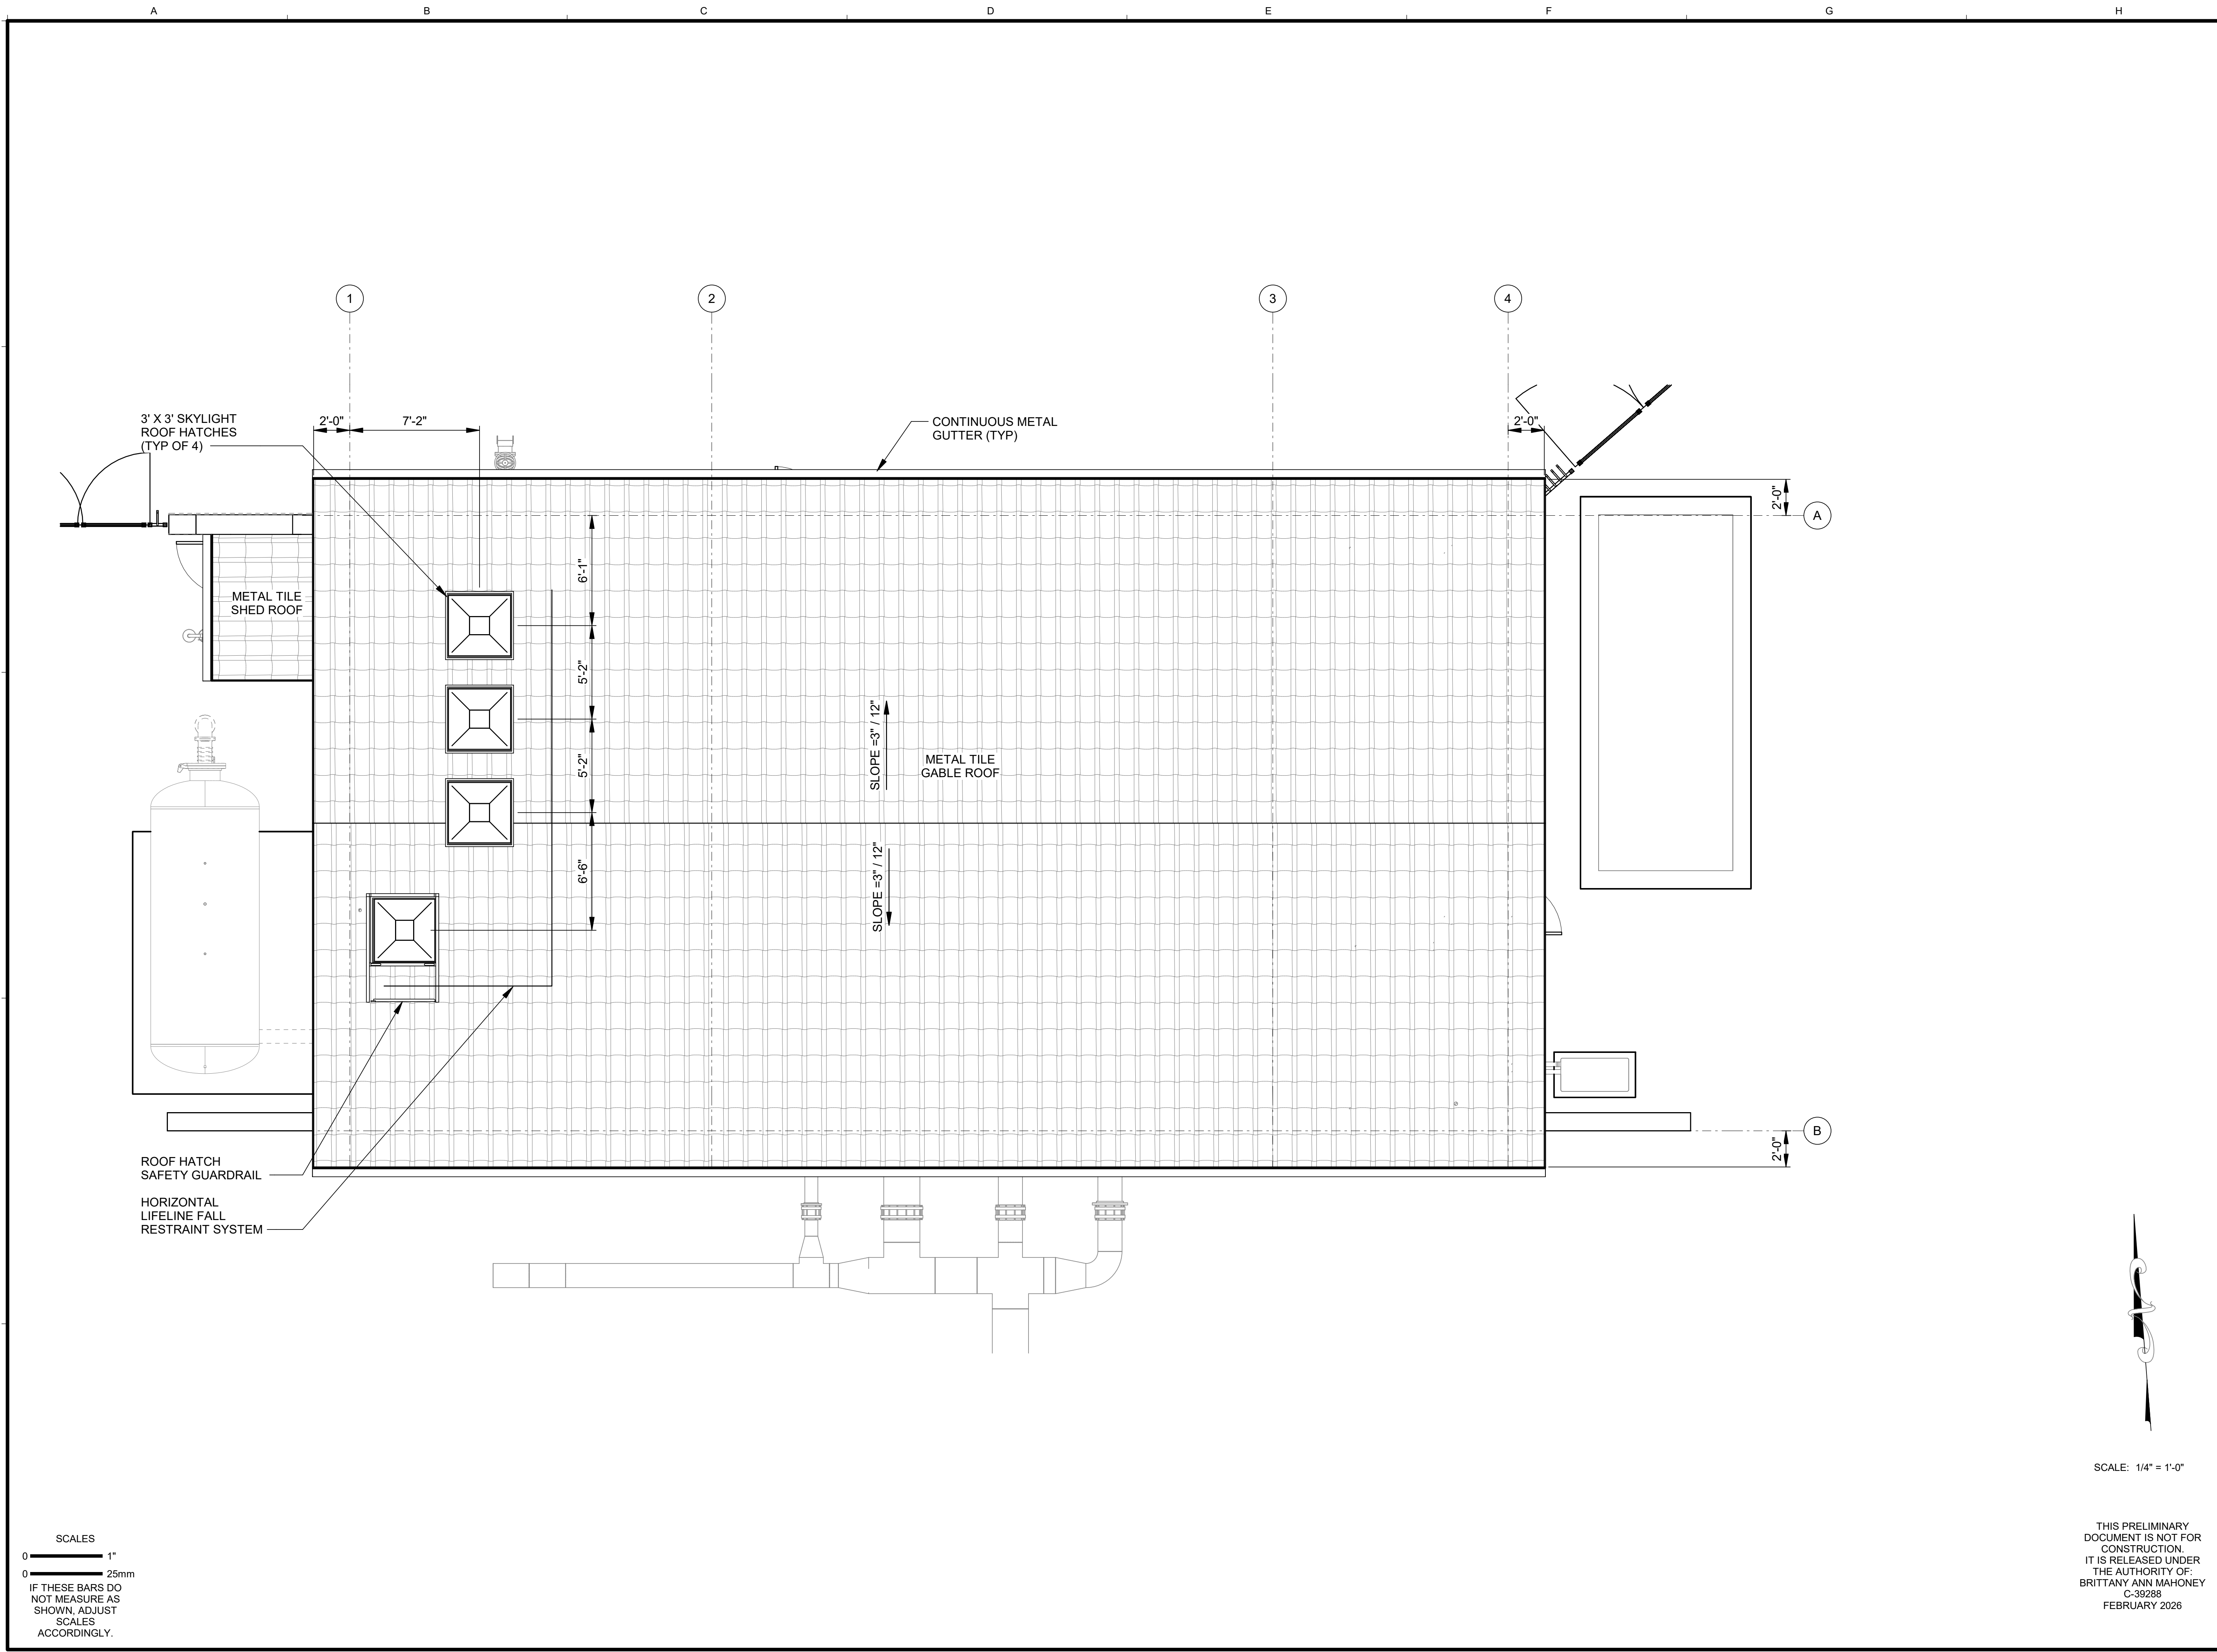 A
B
C
D
E
F
G
H
1
2
3
4
3' X 3' SKYLIGHT
ROOF HATCHES
(TYP OF 4)
2'-0"
7'-2"
CONTINUOUS METAL
GUTTER (TYP)
2'-0"
2'-0"
A
6'-1"
METAL TILE
SHED ROOF
5'-2"
SLOPE =3" / 12"
5'-2"
METAL TILE
GABLE ROOF
SLOPE =3" / 12"
6'-6"
B
2'-0"
ROOF HATCH
SAFETY GUARDRAIL
HORIZONTAL
LIFELINE FALL
RESTRAINT SYSTEM
SCALE: 1/4" = 1'-0"
SCALES
0 1"
0 25mm
IF THESE BARS DO
NOT MEASURE AS
SHOWN, ADJUST
SCALES
ACCORDINGLY.
THIS PRELIMINARY
DOCUMENT IS NOT FOR
CONSTRUCTION.
IT IS RELEASED UNDER
THE AUTHORITY OF:
BRITTANY ANN MAHONEY
C-39288
FEBRUARY 2026